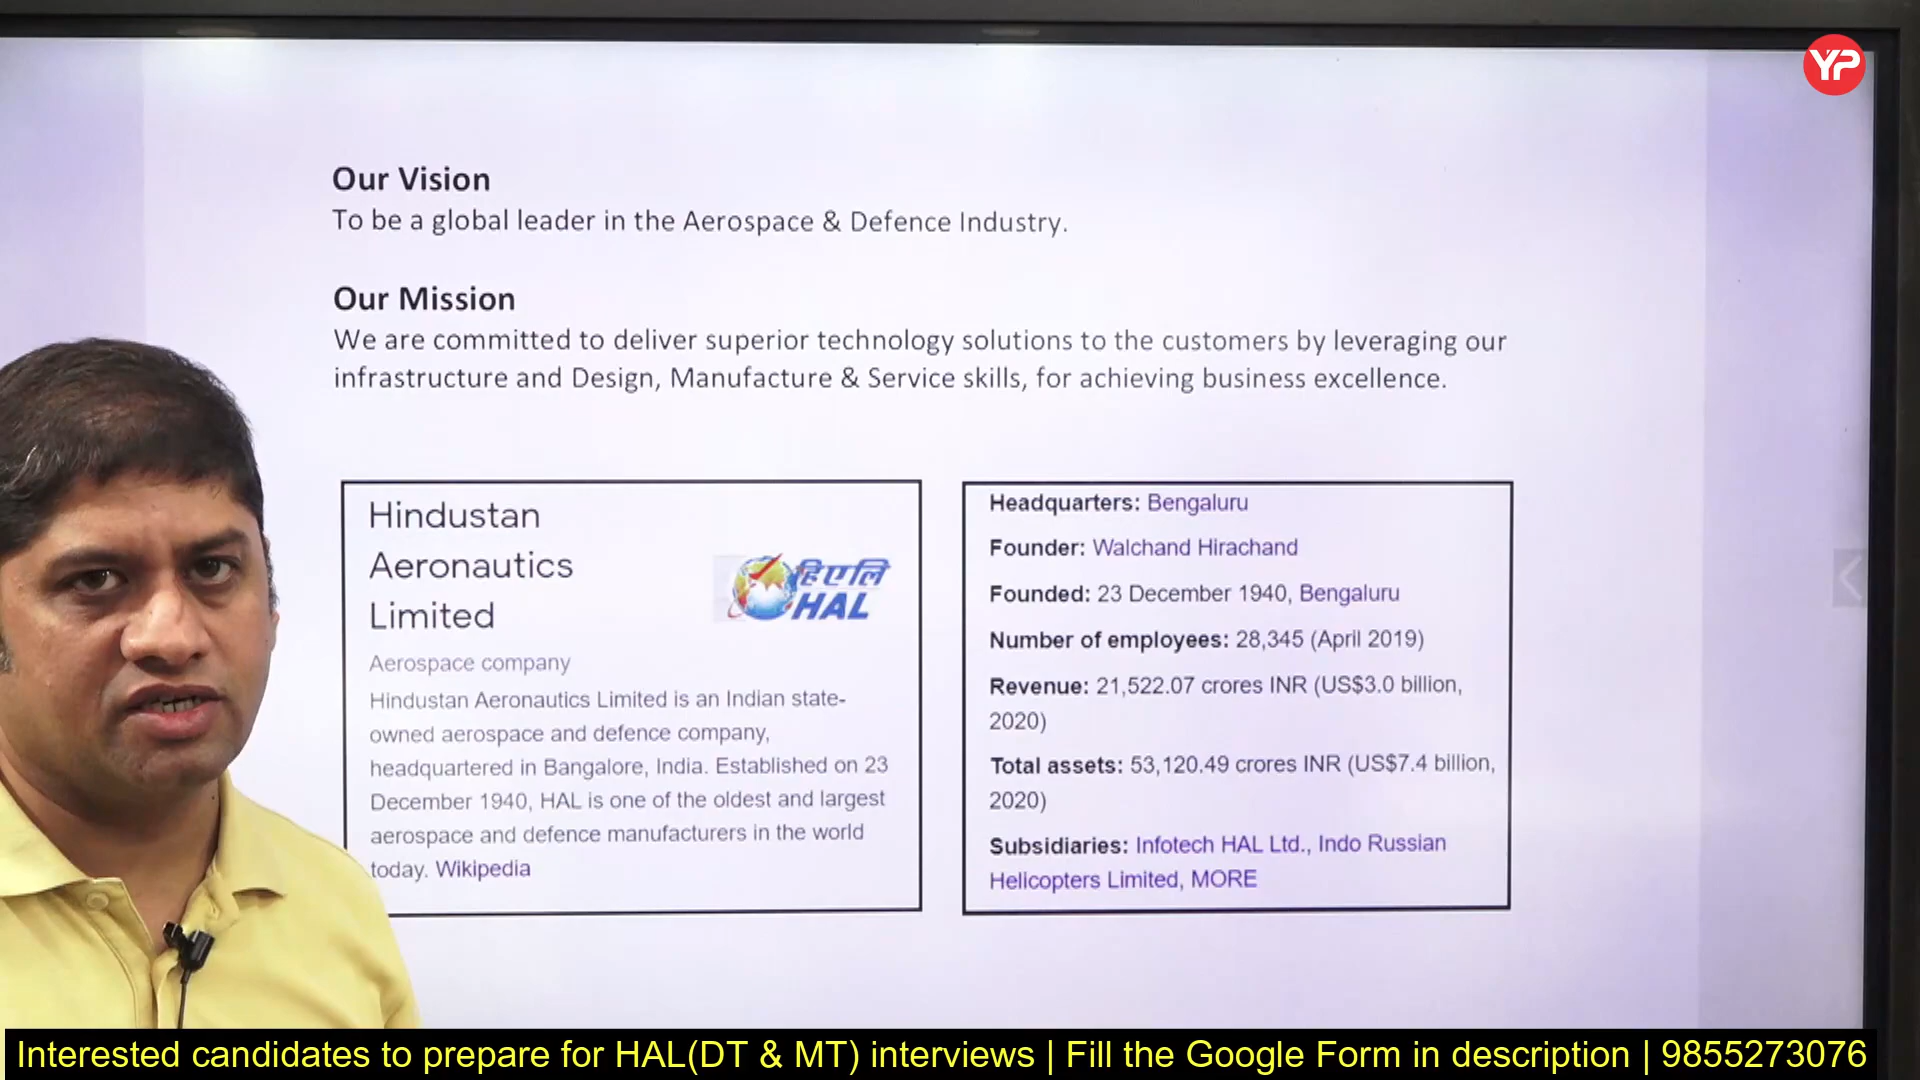 YP
Our Vision
To be a global leader in the Aerospace & Defence Industry.
Our Mission
We are committed to deliver superior technology solutions to the customers by leveraging our
infrastructure and Design, Manufacture & Service skills, for achieving business excellence.
Hindustan
Aeronautics
Limited
हिएलि
HAL
Aerospace company
Hindustan Aeronautics Limited is an Indian state-
owned aerospace and defence company,
headquartered in Bangalore, India. Established on 23
December 1940, HAL is one of the oldest and largest
aerospace and defence manufacturers in the world
today. Wikipedia
Headquarters: Bengaluru
Founder: Walchand Hirachand
Founded: 23 December 1940, Bengaluru
Number of employees: 28,345 (April 2019)
Revenue: 21,522.07 crores INR (US$3.0 billion,
2020)
Total assets: 53,120.49 crores INR (US$7.4 billion,
2020)
Subsidiaries: Infotech HAL Ltd., Indo Russian
Helicopters Limited, MORE
Interested candidates to prepare for HAL(DT & MT) interviews | Fill the Google Form in description | 9855273076